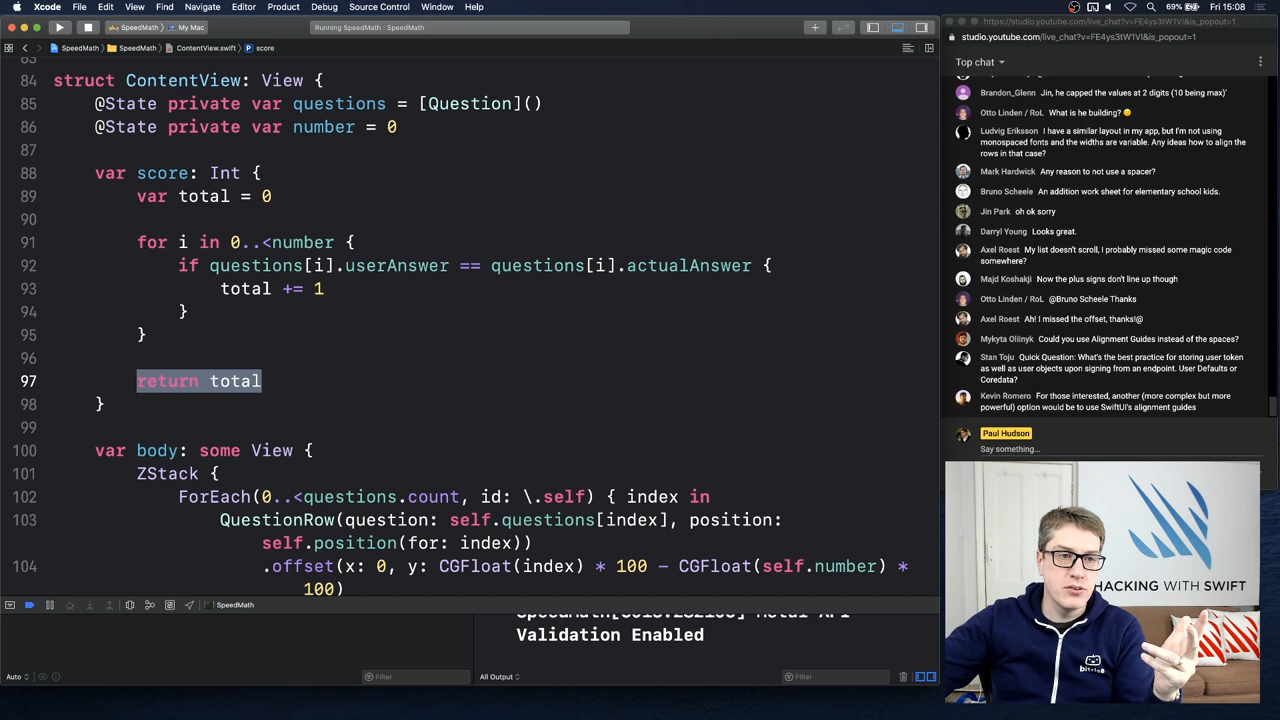 Xcode File Edit View Find Navigate Editor Product Debug Source Control Window Help
69% Fri 15:08
SpeedMath My Mac
Running SpeedMath : SpeedMath
https://studio.youtube.com/live_chat?v=FE4ys3tW1VI&is_popout=1
studio.youtube.com/live_chat?v=FE4ys3tW1VI&is_popout=1
SpeedMath SpeedMath ContentView.swift P score
Top chat
83
84 struct ContentView: View {
85 @State private var questions = [Question]()
86 @State private var number = 0
87
88 var score: Int {
89 var total = 0
90
91 for i in 0..<number {
92 if questions[i].userAnswer == questions[i].actualAnswer {
93 total += 1
94 }
95 }
96
97 return total
98 }
99
100 var body: some View {
101 ZStack {
102 ForEach(0..<questions.count, id: \.self) { index in
103 QuestionRow(question: self.questions[index], position:
self.position(for: index))
104 .offset(x: 0, y: CGFloat(index) * 100 - CGFloat(self.number) *
100)
Brandon_Glenn Jin, he capped the values at 2 digits (10 being max)'
Otto Linden / RoL What is he building?
Ludvig Eriksson I have a similar layout in my app, but I'm not using
monospaced fonts and the widths are variable. Any ideas how to align the
rows in that case?
Mark Hardwick Any reason to not use a spacer?
Bruno Scheele An addition work sheet for elementary school kids.
Jin Park oh ok sorry
Darryl Young Looks great.
Axel Roest My list doesn't scroll, I probably missed some magic code
somewhere?
Majd Koshakji Now the plus signs don't line up though
Otto Linden / RoL @Bruno Scheele Thanks
Axel Roest Ah! I missed the offset, thanks!@
Mykyta Oliinyk Could you use Alignment Guides instead of the spaces?
Stan Toju Quick Question: What's the best practice for storing user token
as well as user objects upon signing from an endpoint. User Defaults or
Coredata?
Kevin Romero For those interested, another (more complex but more
powerful) option would be to use SwiftUI's alignment guides
Paul Hudson
Say something...
HACKING WITH SWIFT
SpeedMath
Validation Enabled
Auto
Filter
All Output
Filter